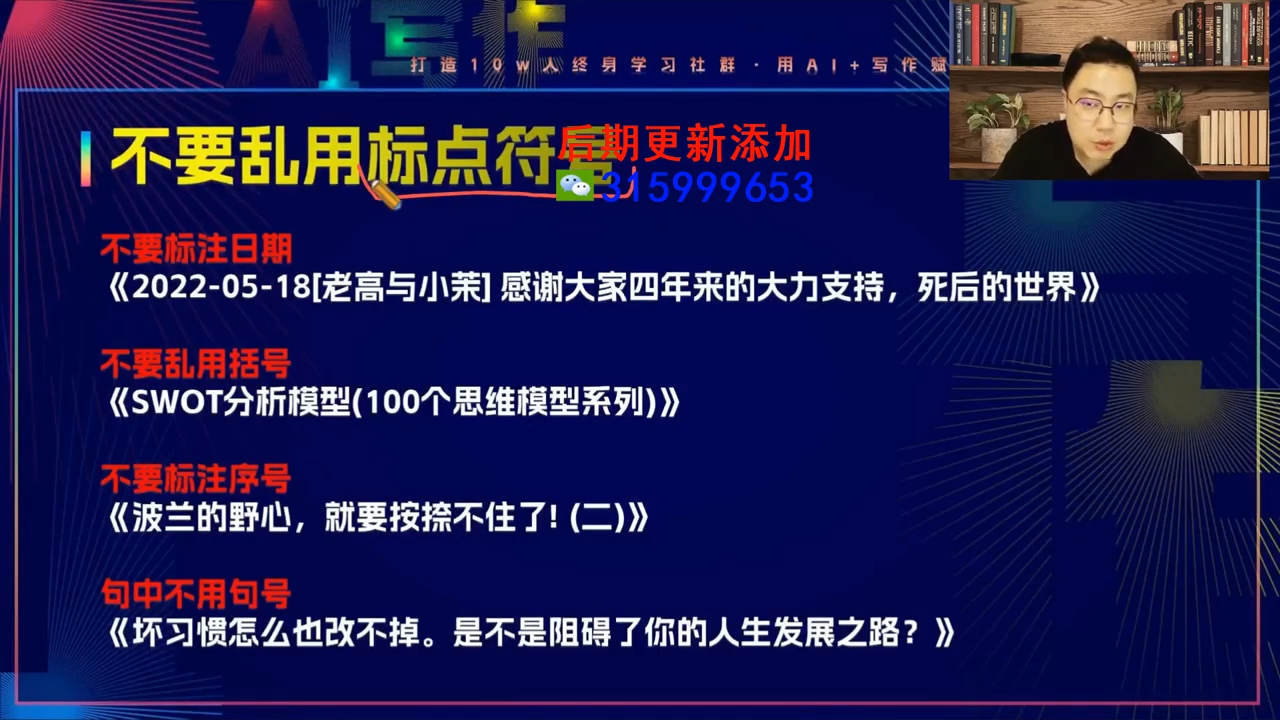 AI写作
打造10w人终身学习社群·用AI+写作赋
不要乱用标点符号
后期更新添加
315999653
不要标注日期
《2022-05-18[老高与小茉] 感谢大家四年来的大力支持，死后的世界》
不要乱用括号
《SWOT分析模型(100个思维模型系列)》
不要标注序号
《波兰的野心，就要按捺不住了! (二)》
句中不用句号
《坏习惯怎么也改不掉。是不是阻碍了你的人生发展之路？》